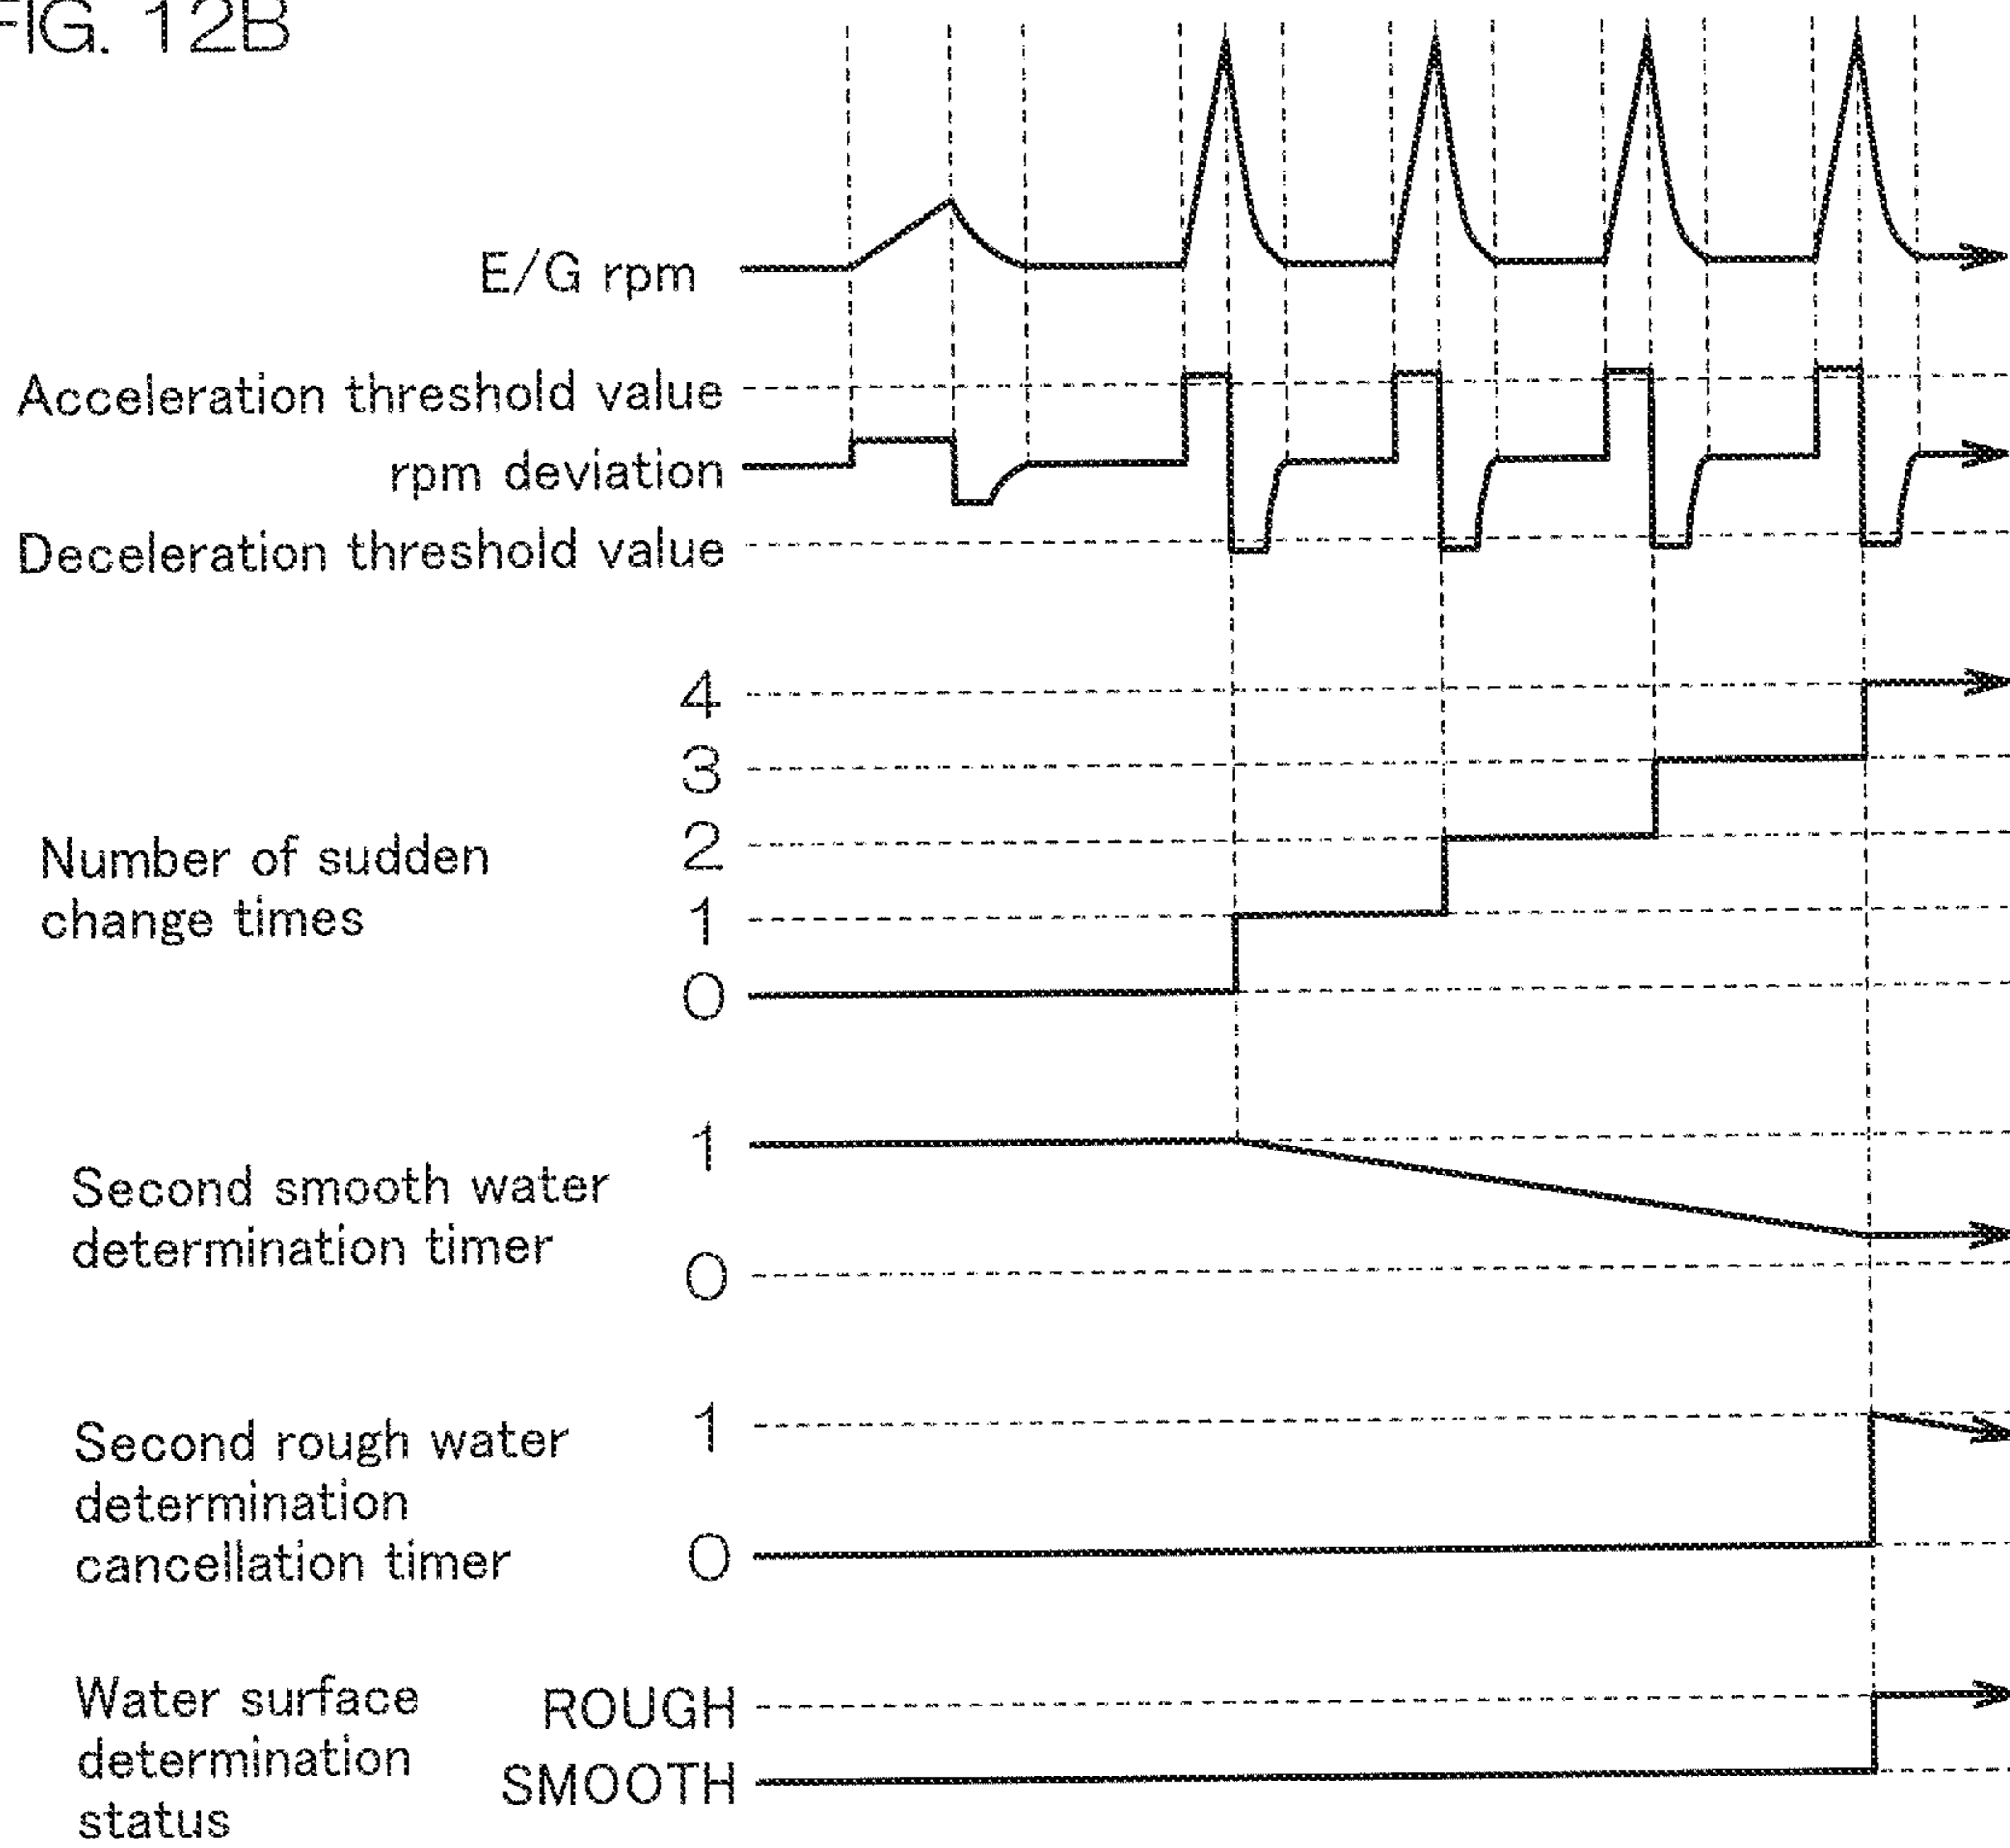 FIG. 12B
E/G rpm
Acceleration threshold value
rpm deviation
Deceleration threshold value
4
3
2
1
0
Number of sudden
change times
1
0
Second smooth water
determination timer
1
0
Second rough water
determination
cancellation timer
ROUGH
SMOOTH
Water surface
determination
status